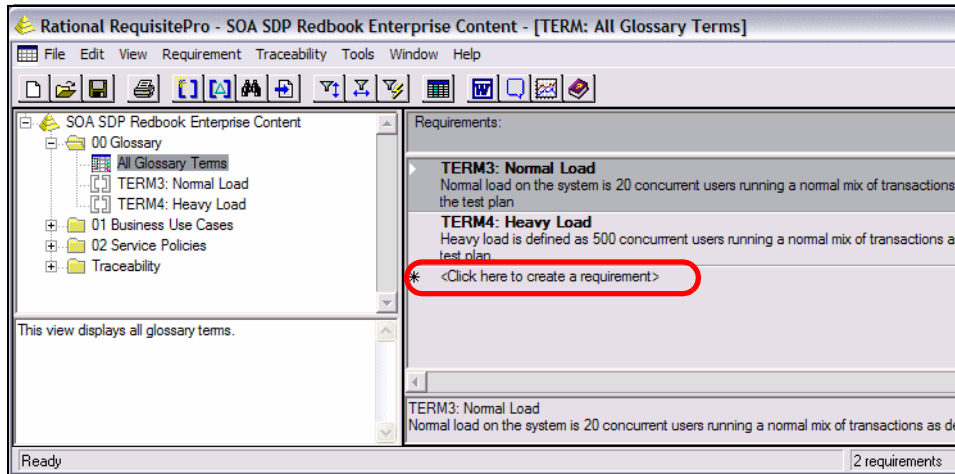 Rational RequisitePro - SOA SDP Redbook Enterprise Content - [TERM: All Glossary Terms]
File Edit View Requirement Traceability Tools Window Help
SOA SDP Redbook Enterprise Content
00 Glossary
All Glossary Terms
TERM3: Normal Load
TERM4: Heavy Load
01 Business Use Cases
02 Service Policies
Traceability
This view displays all glossary terms.
Requirements:
TERM3: Normal Load
Normal load on the system is 20 concurrent users running a normal mix of transactions
the test plan
TERM4: Heavy Load
Heavy load is defined as 500 concurrrent users running a normal mix of transactions a
test plan
<Click here to create a requirement>
TERM3: Normal Load
Normal load on the system is 20 concurrent users running a normal mix of transactions as de
Ready
2 requirements